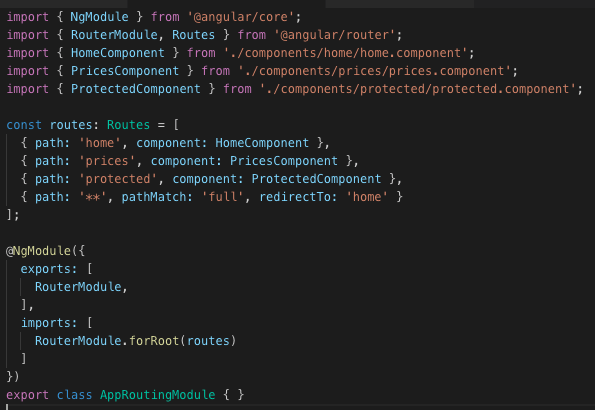 import { NgModule } from '@angular/core';
import { RouterModule, Routes } from '@angular/router';
import { HomeComponent } from './components/home/home.component';
import { PricesComponent } from './components/prices/prices.component';
import { ProtectedComponent } from './components/protected/protected.component';
const routes: Routes = [
{ path: 'home', component: HomeComponent },
{ path: 'prices', component: PricesComponent },
{ path: 'protected', component: ProtectedComponent },
{ path: '**', pathMatch: 'full', redirectTo: 'home' }
];
@NgModule({
exports: [
RouterModule,
],
imports: [
RouterModule.forRoot(routes)
]
})
export class AppRoutingModule { }